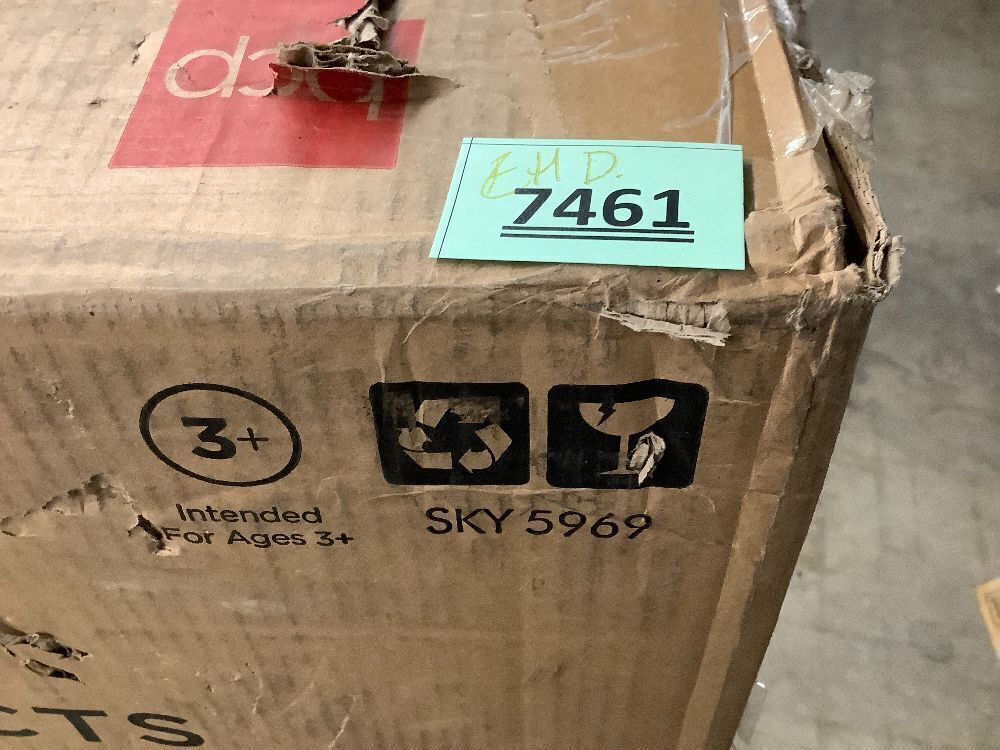 bcp
EHD.
7461
3+
Intended
For Ages 3+
SKY 5969
CTS